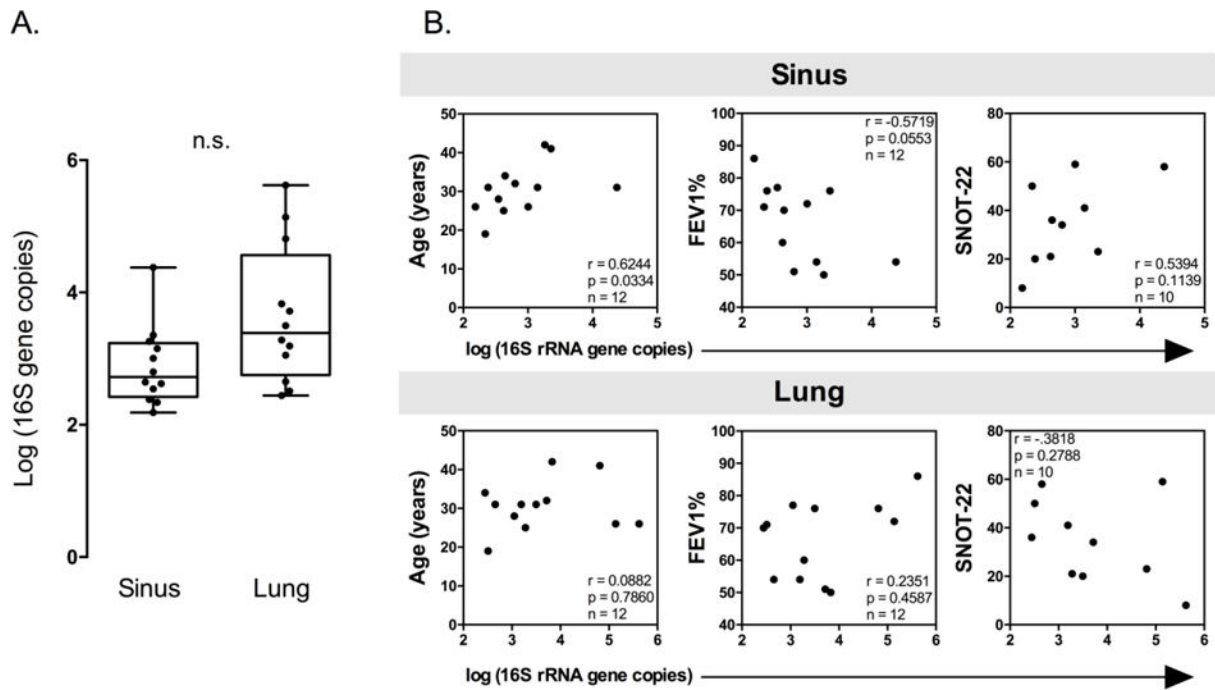 A.
n.s.
Log (16S gene copies)
6
4
2
0
Sinus
Lung
B.
Sinus
Age (years)
50
40
30
20
10
0
2
3
4
5
r = 0.6244
p = 0.0334
n = 12
FEV1%
100
90
80
70
60
50
40
2
3
4
5
r = -0.5719
p = 0.0553
n = 12
SNOT-22
80
60
40
20
0
2
3
4
5
r = 0.5394
p = 0.1139
n = 10
log (16S rRNA gene copies)
Lung
Age (years)
50
40
30
20
10
0
2
3
4
5
6
r = 0.0882
p = 0.7860
n = 12
FEV1%
100
90
80
70
60
50
40
2
3
4
5
6
r = 0.2351
p = 0.4587
n = 12
SNOT-22
80
60
40
20
0
2
3
4
5
6
r = -.3818
p = 0.2788
n = 10
log (16S rRNA gene copies)